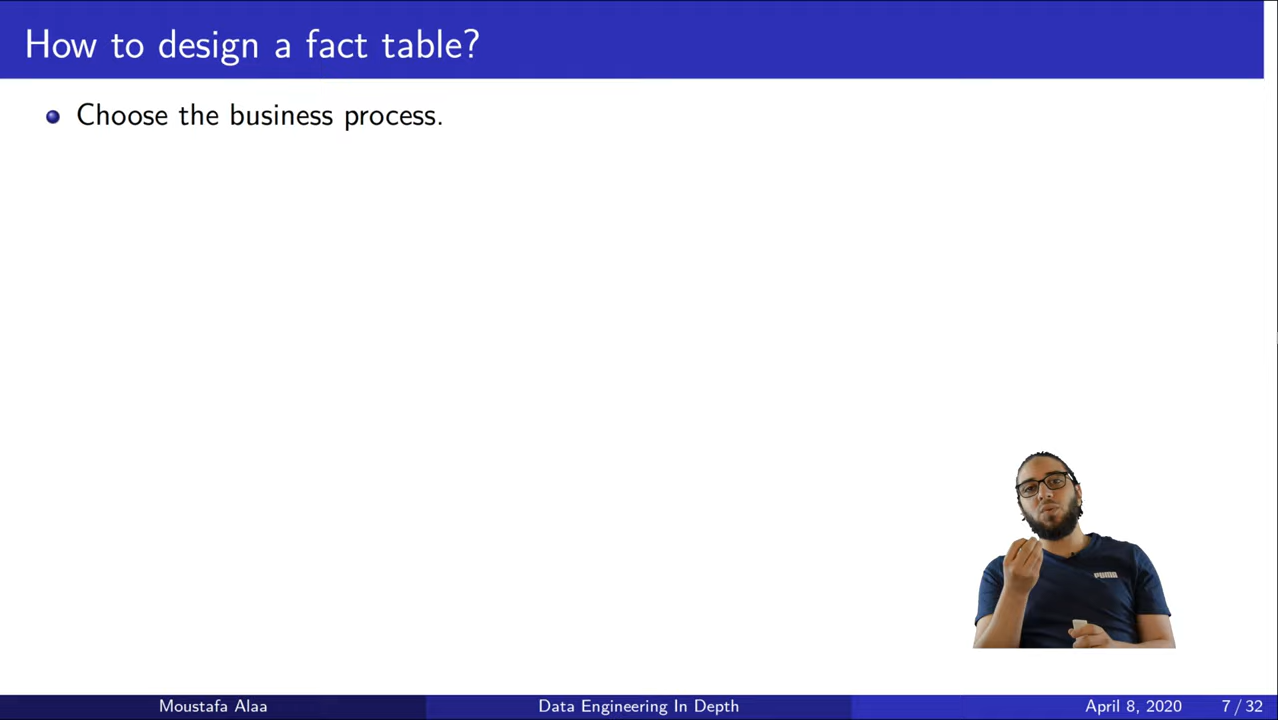 How to design a fact table?
Choose the business process.
PUMA
Moustafa Alaa
Data Engineering In Depth
April 8, 2020
7 / 32